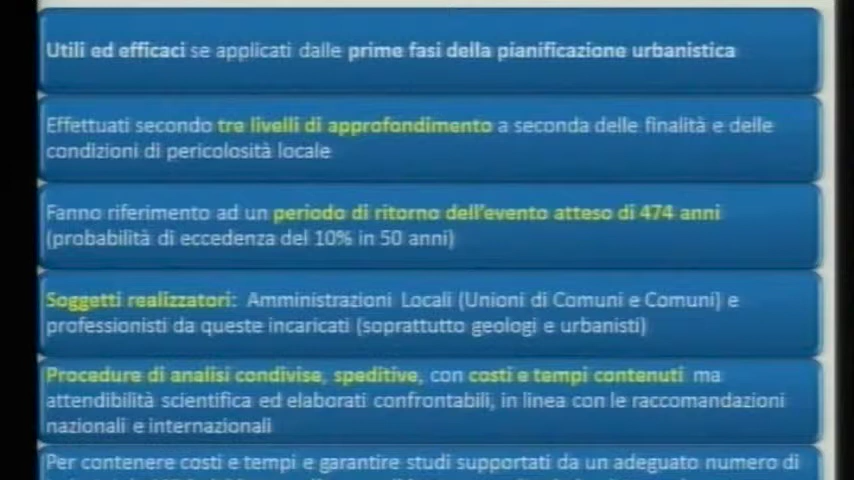 Utili ed efficaci se applicati dalle prime fasi della pianificazione urbanistica
Effettuati secondo tre livelli di approfondimento a seconda delle finalità e delle
condizioni di pericolosità locale
Fanno riferimento ad un periodo di ritorno dell'evento atteso di 474 anni
(probabilità di eccedenza del 10% in 50 anni)
Soggetti realizzatori: Amministrazioni Locali (Unioni di Comuni e Comuni) e
professionisti da queste incaricati (soprattutto geologi e urbanisti)
Procedure di analisi condivise, speditive, con costi e tempi contenuti ma
attendibilità scientifica ed elaborati confrontabili, in linea con le raccomandazioni
nazionali e internazionali
Per contenere costi e tempi e garantire studi supportati da un adeguato numero di